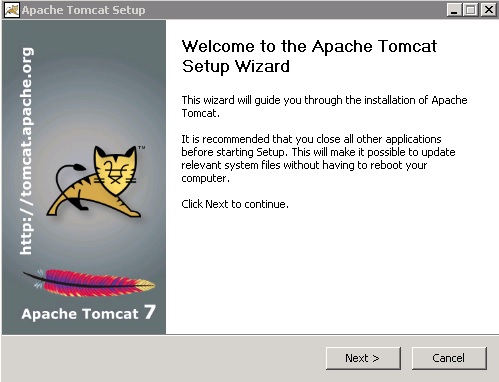 Apache Tomcat Setup
http://tomcat.apache.org
TM
Apache Tomcat 7
Welcome to the Apache Tomcat
Setup Wizard
This wizard will guide you through the installation of Apache
Tomcat.
It is recommended that you close all other applications
before starting Setup. This will make it possible to update
relevant system files without having to reboot your
computer.
Click Next to continue.
Next >
Cancel